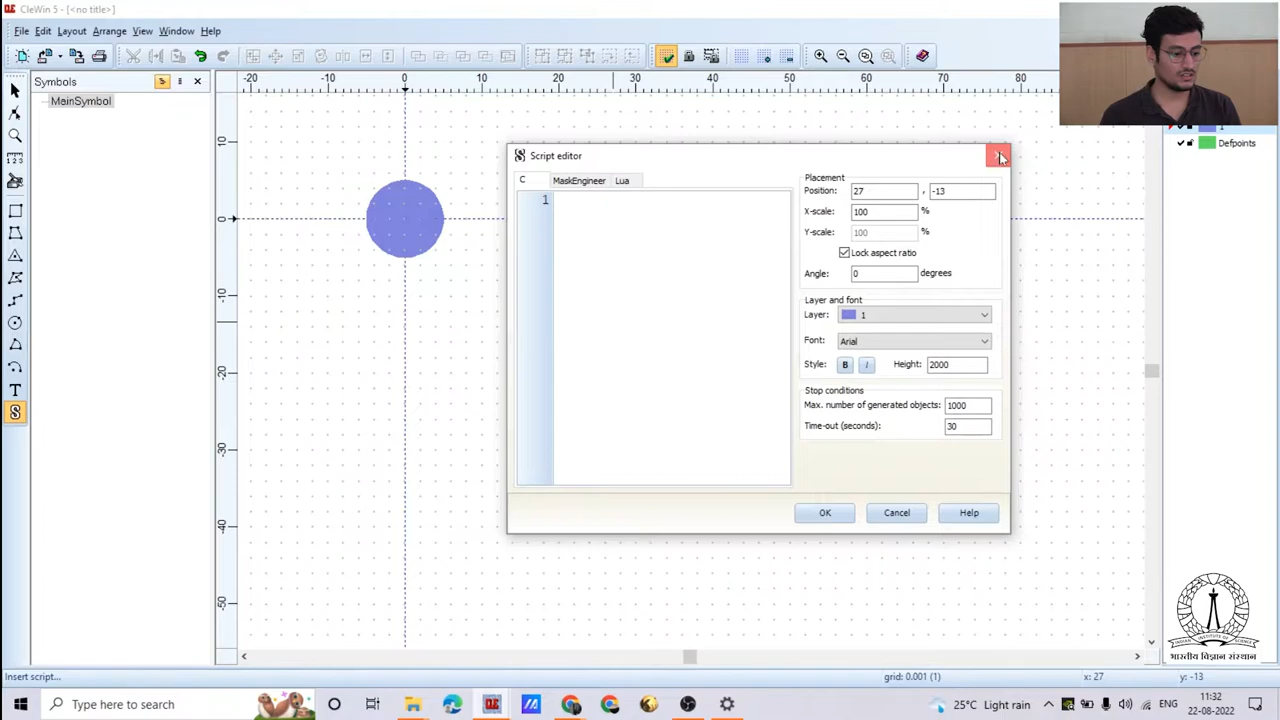 CleWin 5 - [<no title>]
File Edit Layout Arrange View Window Help
Symbols
MainSymbol
-20 -10 0 10 20 30 40 50 60 70 80
10
0
-10
-20
-30
-40
-50
1
Defpoints
Script editor
C MaskEngineer Lua
1
Placement
Position: 27 , -13
X-scale: 100 %
Y-scale: 100 %
Lock aspect ratio
Angle: 0 degrees
Layer and font
Layer: 1
Font: Arial
Style: B I Height: 2000
Stop conditions
Max. number of generated objects: 1000
Time-out (seconds): 30
OK Cancel Help
INDIAN INSTITUTE OF SCIENCE
भारतीय विज्ञान संस्थान
Insert script... grid: 0.001 (1) x: 27 y: -13
Type here to search
25°C Light rain ENG 11:32
22-08-2022